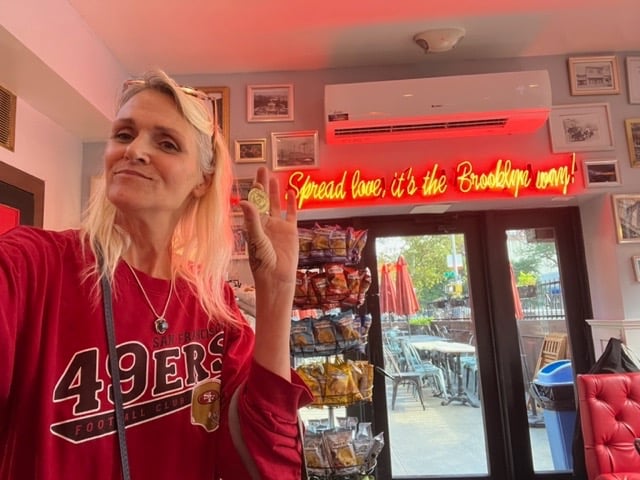 Spread love, it's the Brooklyn way!
SAN FRANCISCO
49ERS
FOOTBALL CLUB